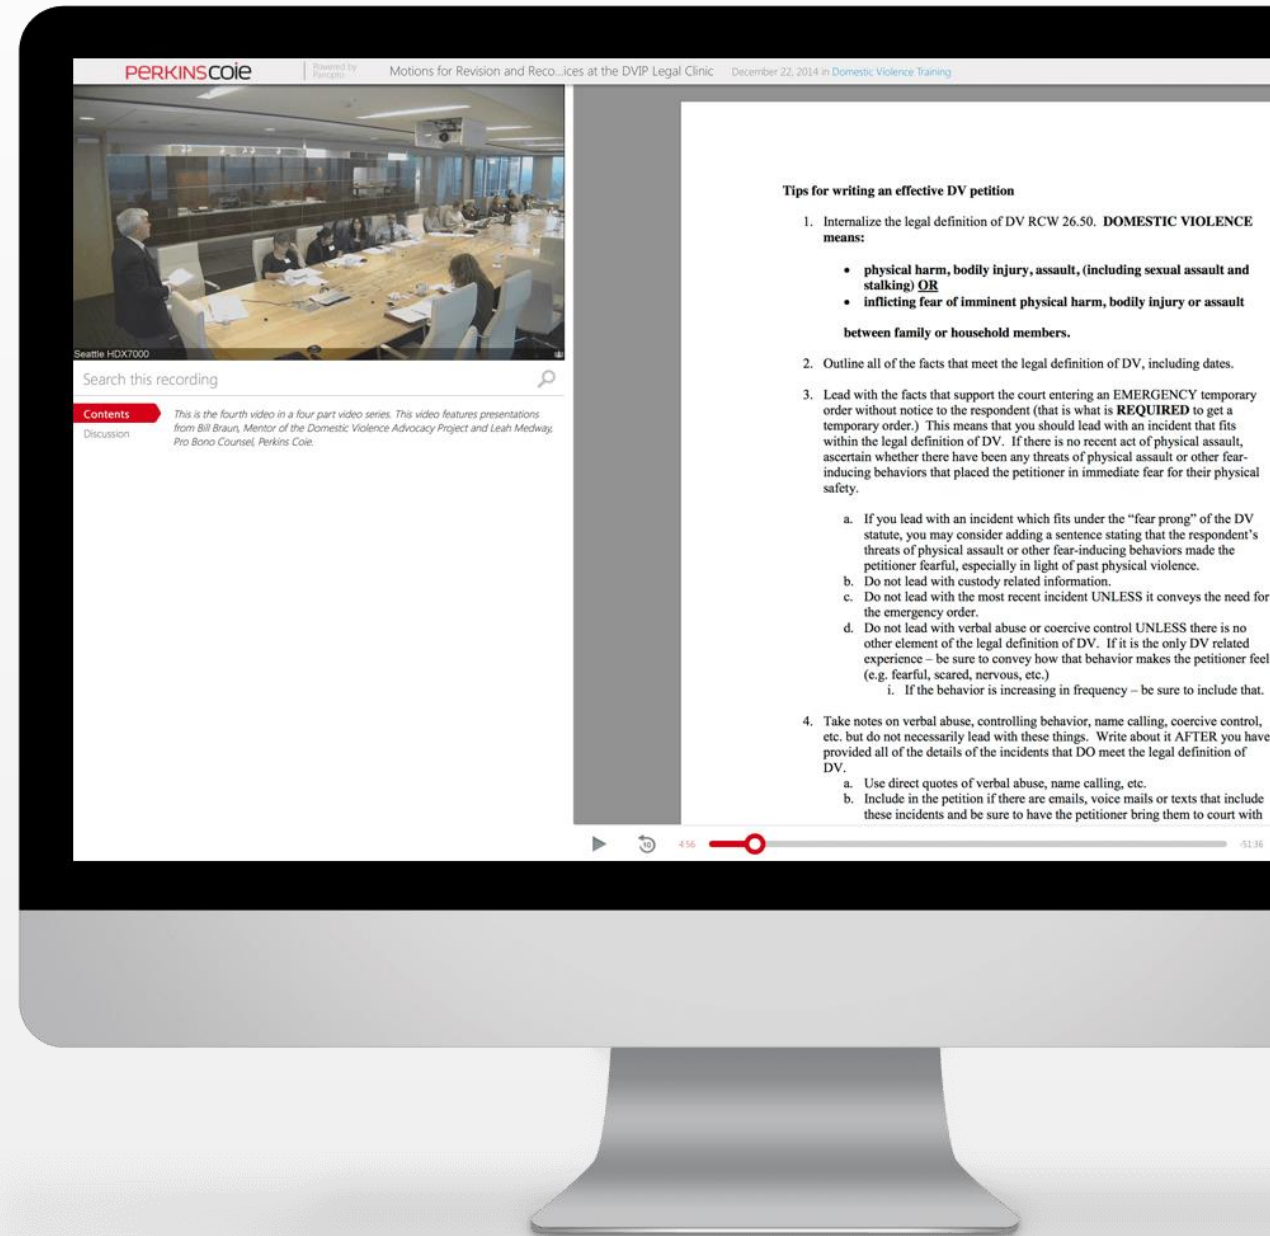 PERKINSCOIE
Powered by
Panopto
Motions for Revision and Reco...ices at the DVIP Legal Clinic
December 22, 2014 in Domestic Violence Training
Seattle HDX7000
Search this recording
Contents
Discussion
This is the fourth video in a four part video series. This video features presentations
from Bill Braun, Mentor of the Domestic Violence Advocacy Project and Leah Medway,
Pro Bono Counsel, Perkins Coie.
Tips for writing an effective DV petition
1. Internalize the legal definition of DV RCW 26.50. DOMESTIC VIOLENCE
means:
• physical harm, bodily injury, assault, (including sexual assault and
stalking) OR
• inflicting fear of imminent physical harm, bodily injury or assault
between family or household members.
2. Outline all of the facts that meet the legal definition of DV, including dates.
3. Lead with the facts that support the court entering an EMERGENCY temporary
order without notice to the respondent (that is what is REQUIRED to get a
temporary order.) This means that you should lead with an incident that fits
within the legal definition of DV. If there is no recent act of physical assault,
ascertain whether there have been any threats of physical assault or other fear-
inducing behaviors that placed the petitioner in immediate fear for their physical
safety.
a. If you lead with an incident which fits under the “fear prong” of the DV
statute, you may consider adding a sentence stating that the respondent’s
threats of physical assault or other fear-inducing behaviors made the
petitioner fearful, especially in light of past physical violence.
b. Do not lead with custody related information.
c. Do not lead with the most recent incident UNLESS it conveys the need for
the emergency order.
d. Do not lead with verbal abuse or coercive control UNLESS there is no
other element of the legal definition of DV. If it is the only DV related
experience – be sure to convey how that behavior makes the petitioner feel
(e.g. fearful, scared, nervous, etc.)
i. If the behavior is increasing in frequency – be sure to include that.
4. Take notes on verbal abuse, controlling behavior, name calling, coercive control,
etc. but do not necessarily lead with these things. Write about it AFTER you have
provided all of the details of the incidents that DO meet the legal definition of
DV.
a. Use direct quotes of verbal abuse, name calling, etc.
b. Include in the petition if there are emails, voice mails or texts that include
these incidents and be sure to have the petitioner bring them to court with
10
4:56
-51:36